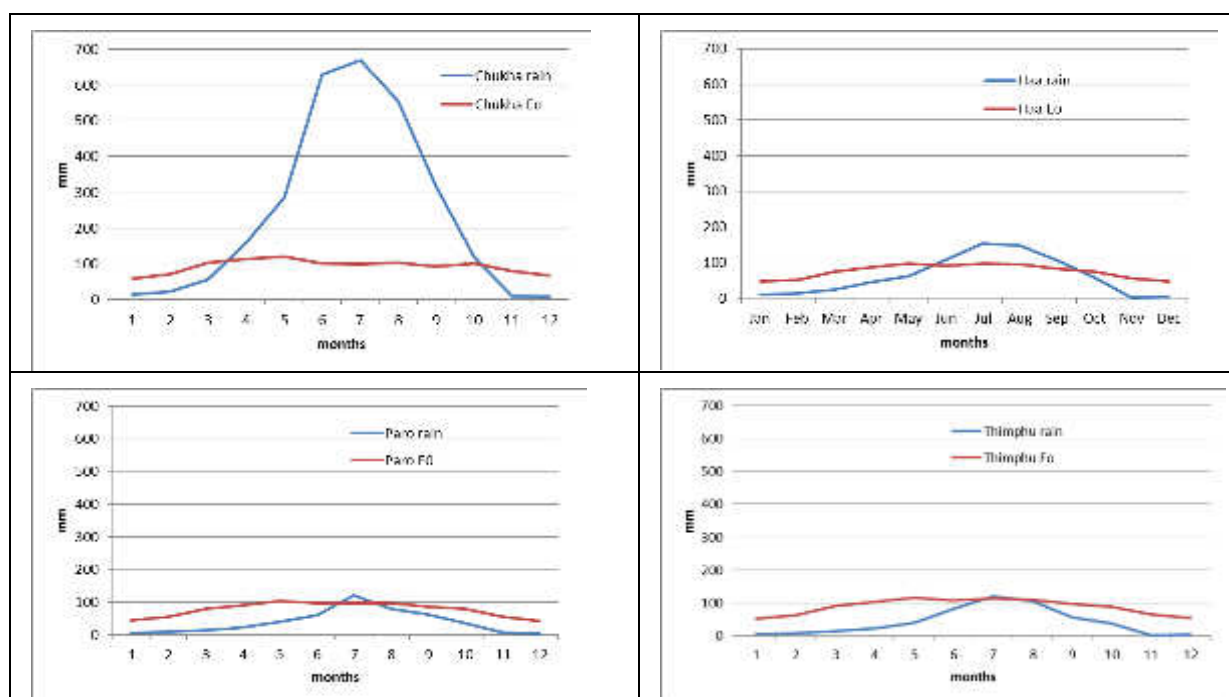 700
600
500
400
300
200
100
0
mm
Chukha rain
Chukha Eo
1 2 3 4 5 6 7 8 9 10 11 12
months
700
600
500
400
300
200
100
0
mm
Haa rain
Haa Eo
Jan Feb Mar Apr May Jun Jul Aug Sep Oct Nov Dec
months
700
600
500
400
300
200
100
0
mm
Paro rain
Paro E0
1 2 3 4 5 6 7 8 9 10 11 12
months
700
600
500
400
300
200
100
0
mm
Thimphu rain
Thimphu Eo
1 2 3 4 5 6 7 8 9 10 11 12
months